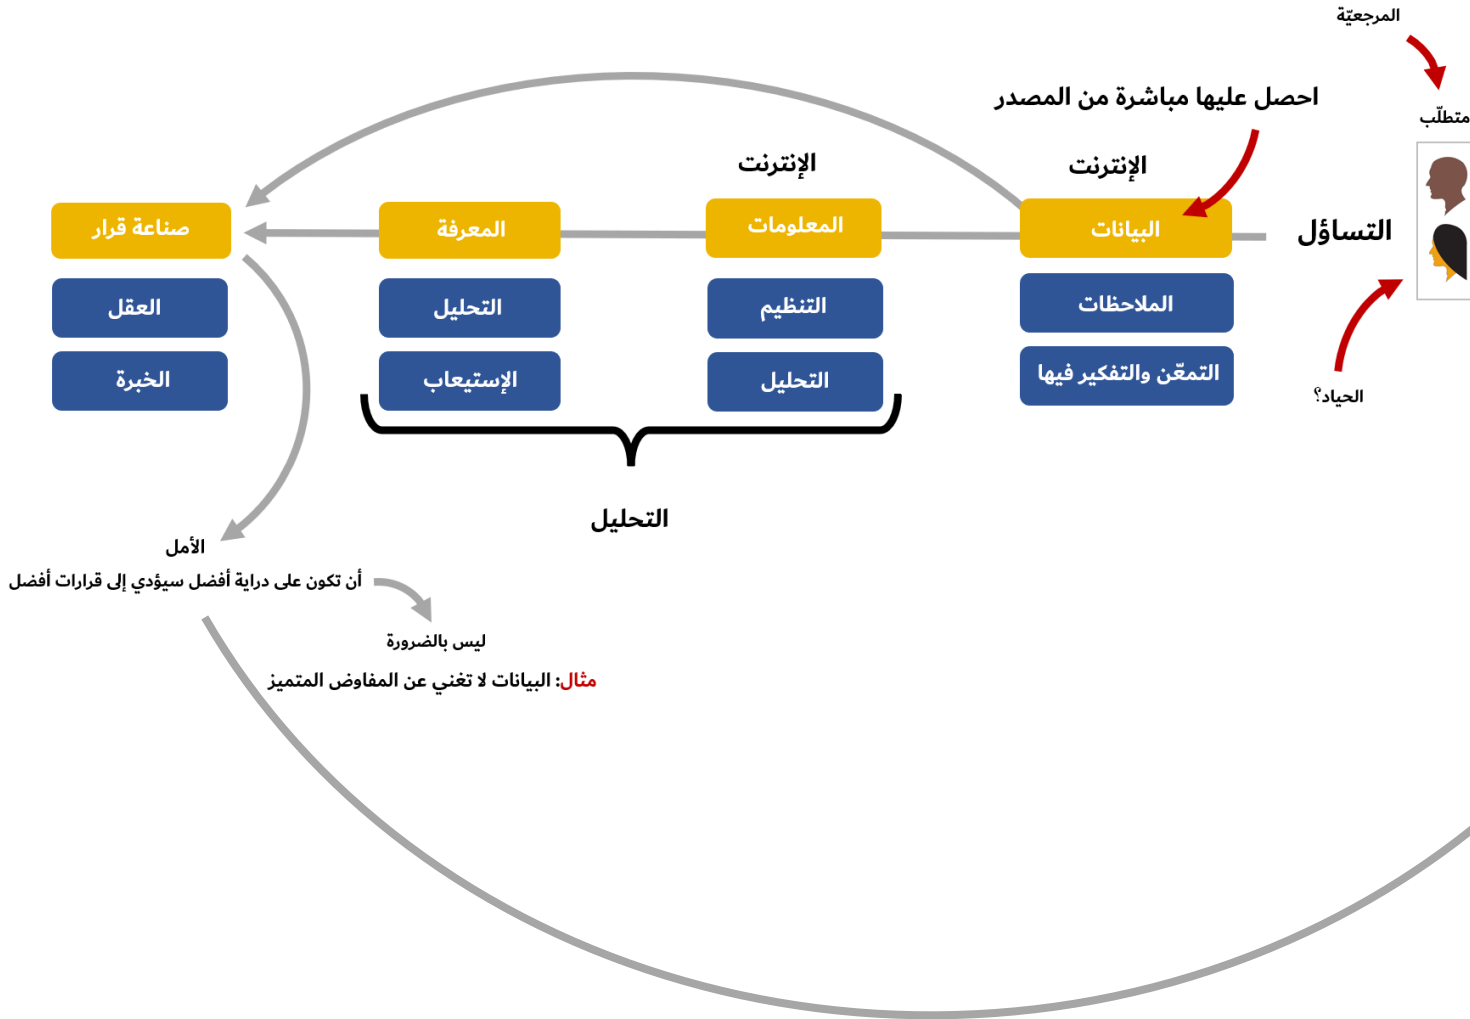 المرجعيّة
متطلّب
احصل عليها مباشرة من المصدر
الإنترنت
الإنترنت
التساؤل
البيانات
المعلومات
المعرفة
صناعة قرار
الملاحظات
التنظيم
التحليل
العقل
التمعّن والتفكير فيها
التحليل
الإستيعاب
الخبرة
الحياد؟
التحليل
الأمل
أن تكون على دراية أفضل سيؤدي إلى قرارات أفضل
ليس بالضرورة
مثال: البيانات لا تغني عن المفاوض المتميز